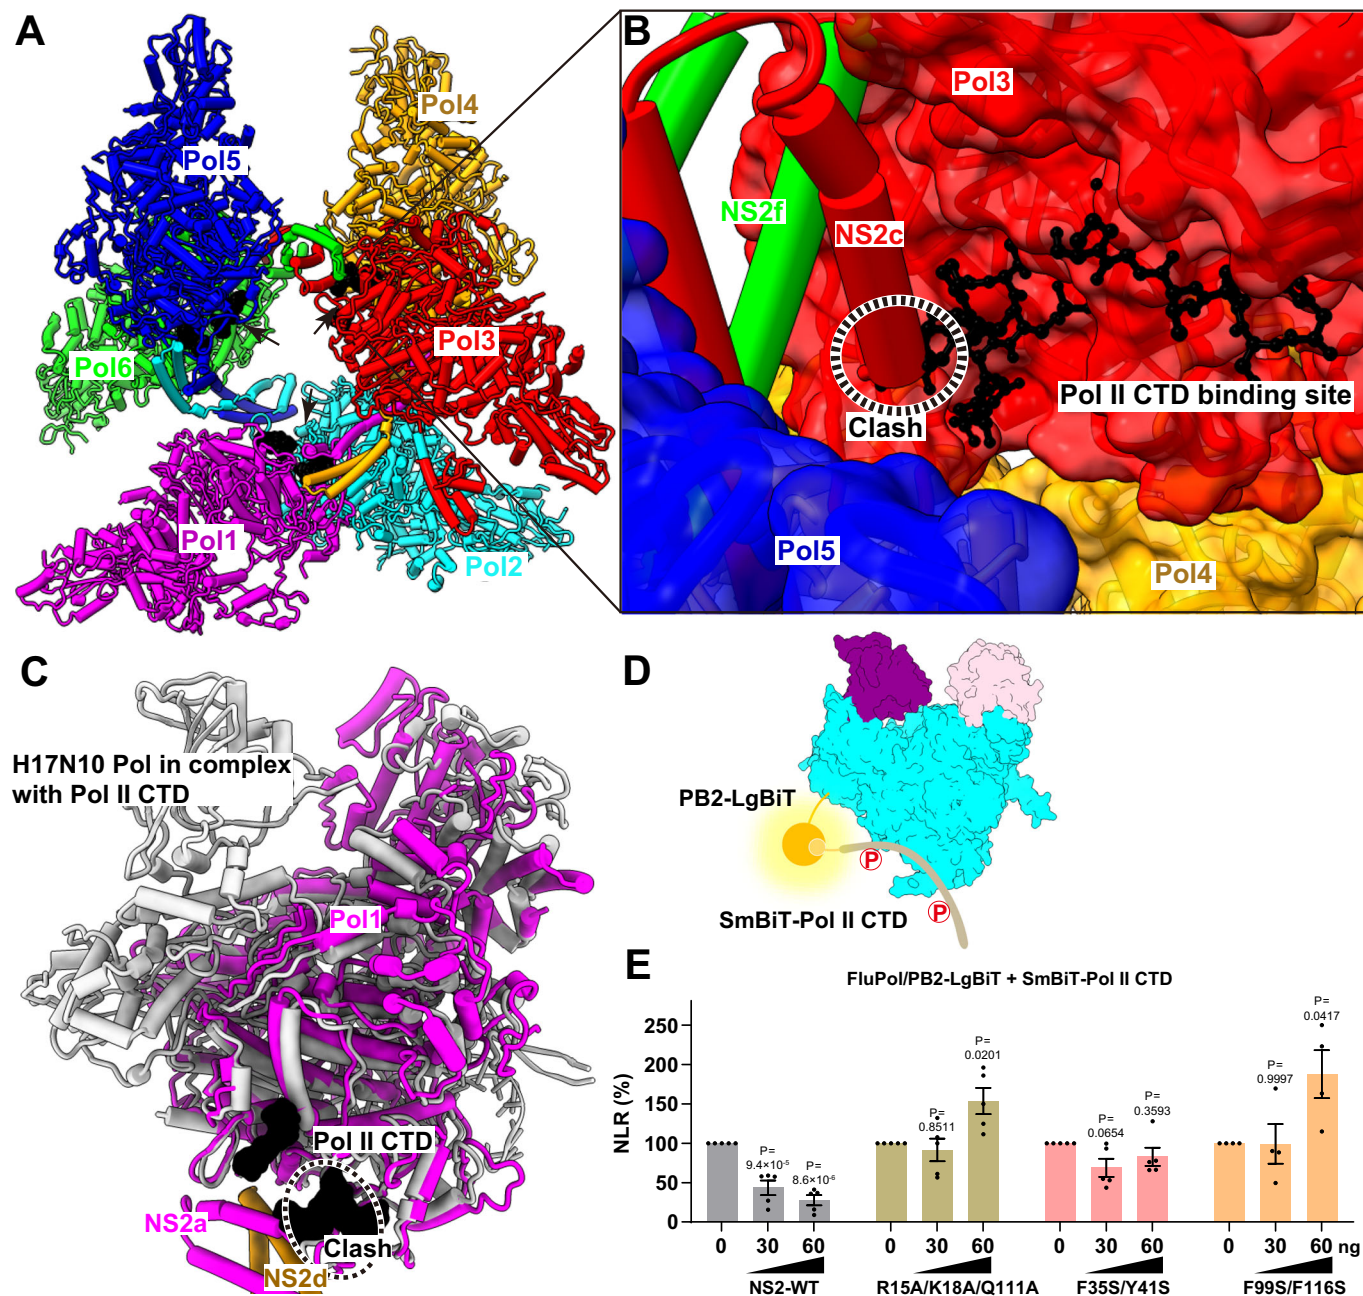 A
Pol4
Pol5
Pol3
Pol6
Pol1
Pol2
B
Pol3
NS2f
NS2c
Pol II CTD binding site
Clash
Pol5
Pol4
C
H17N10 Pol in complex
with Pol II CTD
Pol1
Pol II CTD
NS2a
Clash
NS2d
D
PB2-LgBiT
P
SmBiT-Pol II CTD
P
E
FluPol/PB2-LgBiT + SmBiT-Pol II CTD
NLR (%)
250
200
150
100
50
0
P=
9.4×10-5
P=
8.6×10-6
P=
0.8511
P=
0.0201
P=
0.0654
P=
0.3593
P=
0.9997
P=
0.0417
0 30 60 0 30 60 0 30 60 0 30 60 ng
NS2-WT R15A/K18A/Q111A F35S/Y41S F99S/F116S